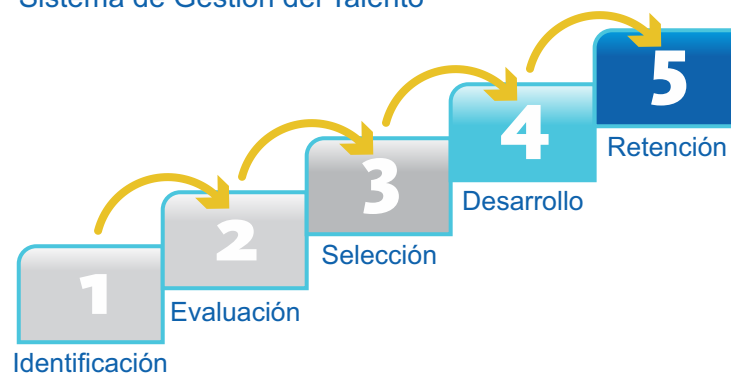 Sistema de Gestión del Talento
5
Retención
4
Desarrollo
3
Selección
2
Evaluación
1
Identificación